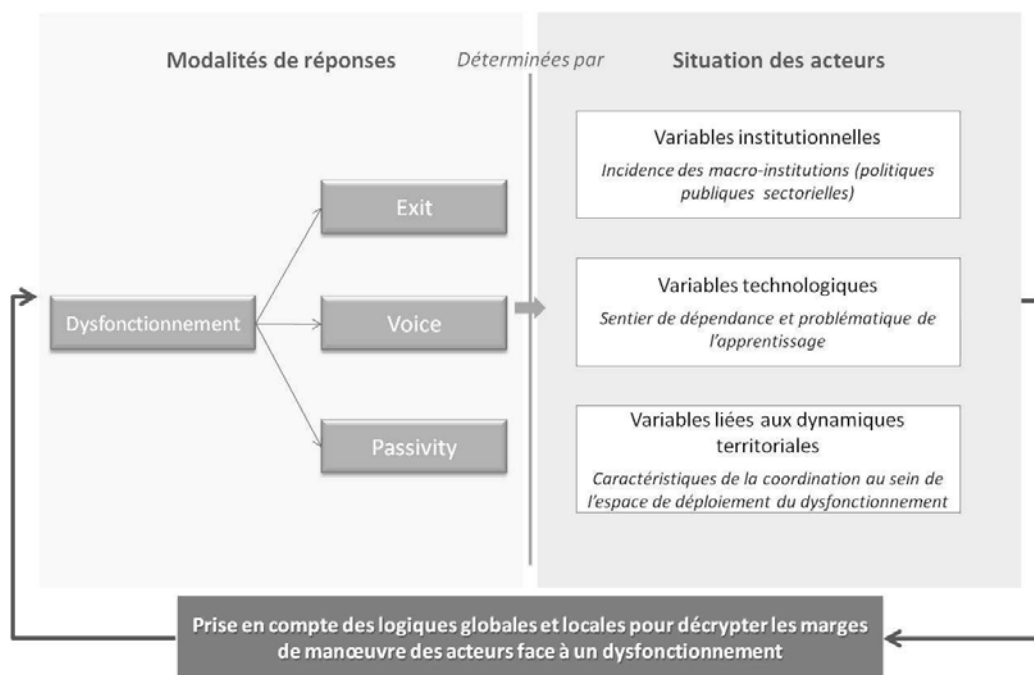 Modalités de réponses
Déterminées par
Situation des acteurs
Dysfonctionnement
Exit
Voice
Passivity
Variables institutionnelles
Incidence des macro-institutions (politiques
publiques sectorielles)
Variables technologiques
Sentier de dépendance et problématique de
l'apprentissage
Variables liées aux dynamiques
territoriales
Caractéristiques de la coordination au sein de
l'espace de déploiement du dysfonctionnement
Prise en compte des logiques globales et locales pour décrypter les marges
de manœuvre des acteurs face à un dysfonctionnement